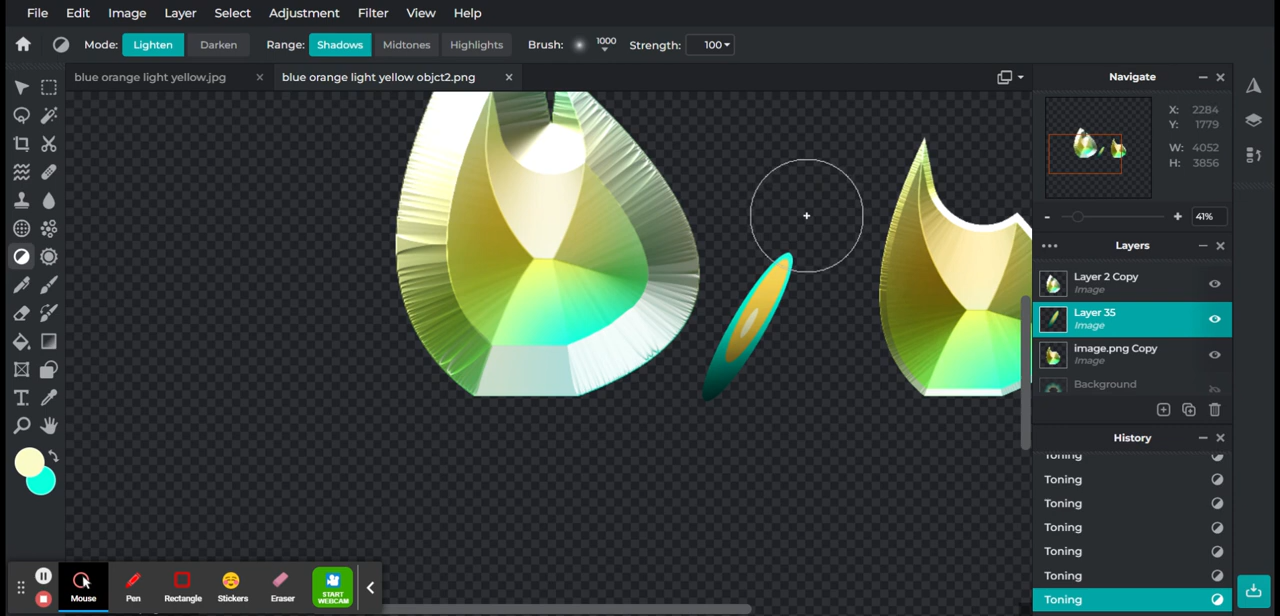 File Edit Image Layer Select Adjustment Filter View Help
Mode: Lighten Darken Range: Shadows Midtones Highlights Brush: 1000 Strength: 100
blue orange light yellow.jpg × blue orange light yellow objct2.png ×
Navigate
X: 2284
Y: 1779
W: 4052
H: 3856
- + 41%
Layers
Layer 2 Copy
Image
Layer 35
Image
image.png Copy
Image
Background
History
Toning
Toning
Toning
Toning
Toning
Toning
Toning
Mouse Pen Rectangle Stickers Eraser START
WEBCAM